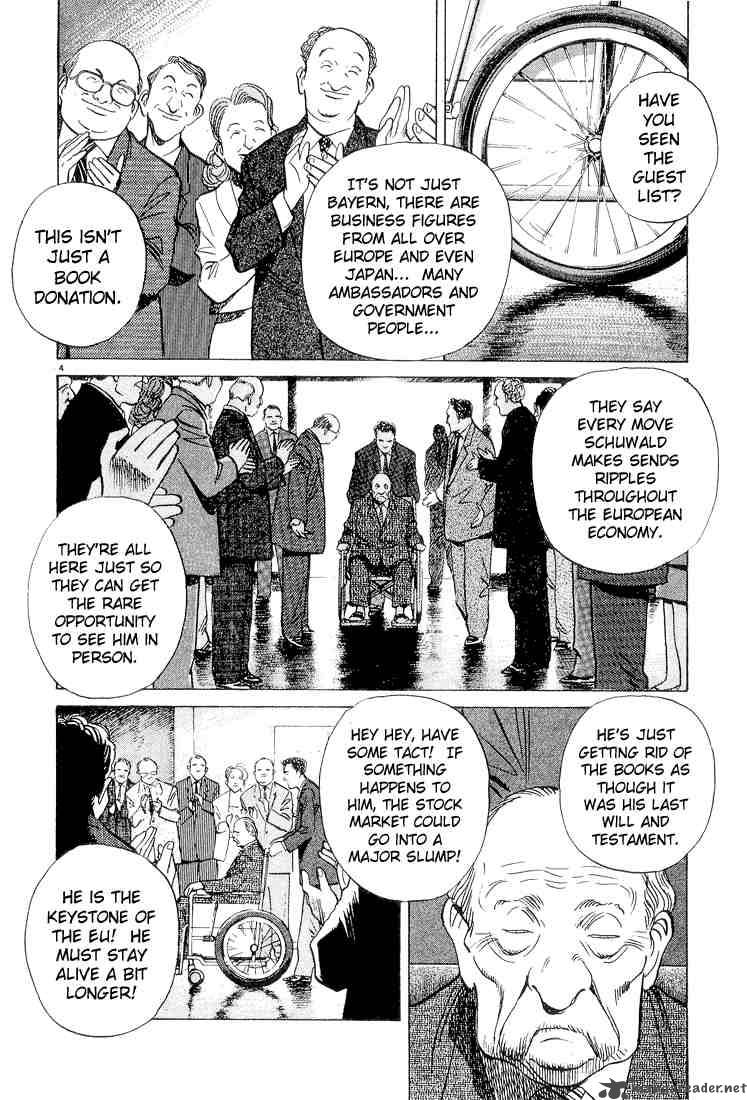 HAVE
YOU
SEEN
THE
GUEST
LIST?
IT'S NOT JUST
BAYERN, THERE ARE
BUSINESS FIGURES
FROM ALL OVER
EUROPE AND EVEN
JAPAN... MANY
AMBASSADORS AND
GOVERNMENT
PEOPLE...
THIS ISN'T
JUST A
BOOK
DONATION.
4
THEY SAY
EVERY MOVE
SCHUWALD
MAKES SENDS
RIPPLES
THROUGHOUT
THE EUROPEAN
ECONOMY.
THEY'RE ALL
HERE JUST SO
THEY CAN GET
THE RARE
OPPORTUNITY
TO SEE HIM IN
PERSON.
HE'S JUST
GETTING RID OF
THE BOOKS AS
THOUGH IT
WAS HIS LAST
WILL AND
TESTAMENT.
HEY HEY, HAVE
SOME TACT! IF
SOMETHING
HAPPENS TO
HIM, THE STOCK
MARKET COULD
GO INTO A
MAJOR SLUMP!
HE IS THE
KEYSTONE OF
THE EU! HE
MUST STAY
ALIVE A BIT
LONGER!